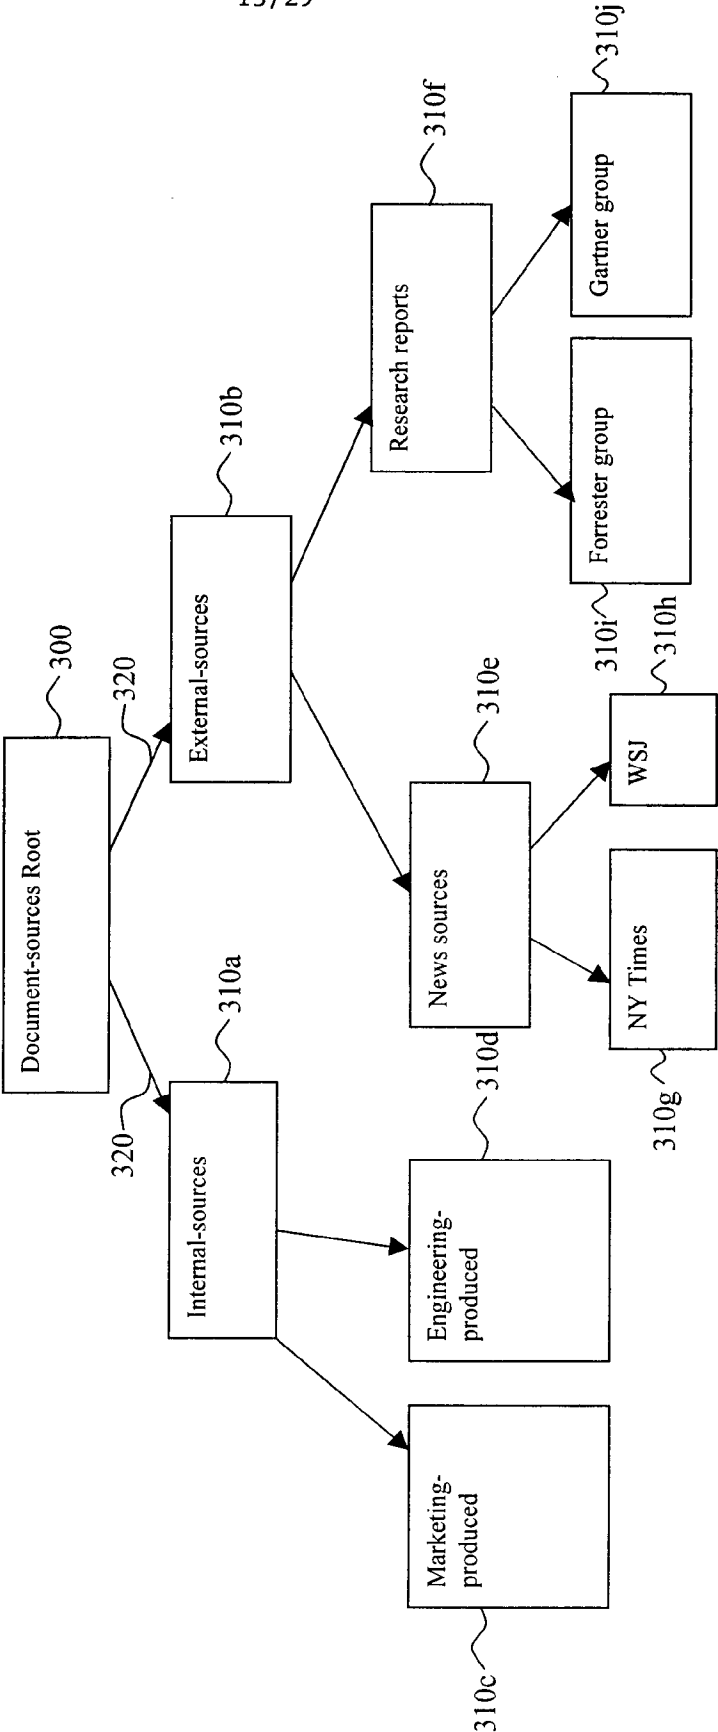 13/29
Document-sources Root
300
320
320
Internal-sources
310a
External-sources
310b
Marketing-
produced
310c
Engineering-
produced
310d
News sources
310e
Research reports
310f
NY Times
310g
WSJ
310h
Forrester group
310i
Gartner group
310j